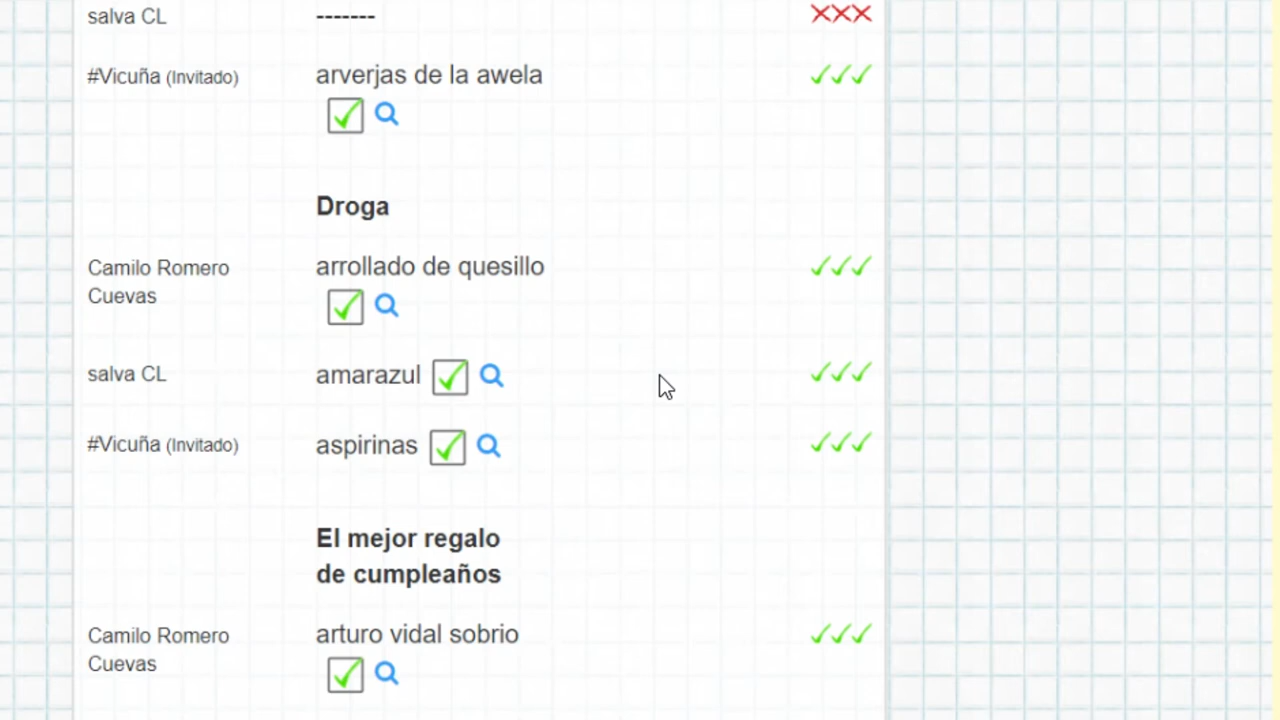 salva CL -------
#Vicuña (Invitado) arverjas de la awela
Droga
Camilo Romero arrollado de quesillo
Cuevas
salva CL amarazul
#Vicuña (Invitado) aspirinas
El mejor regalo
de cumpleaños
Camilo Romero arturo vidal sobrio
Cuevas